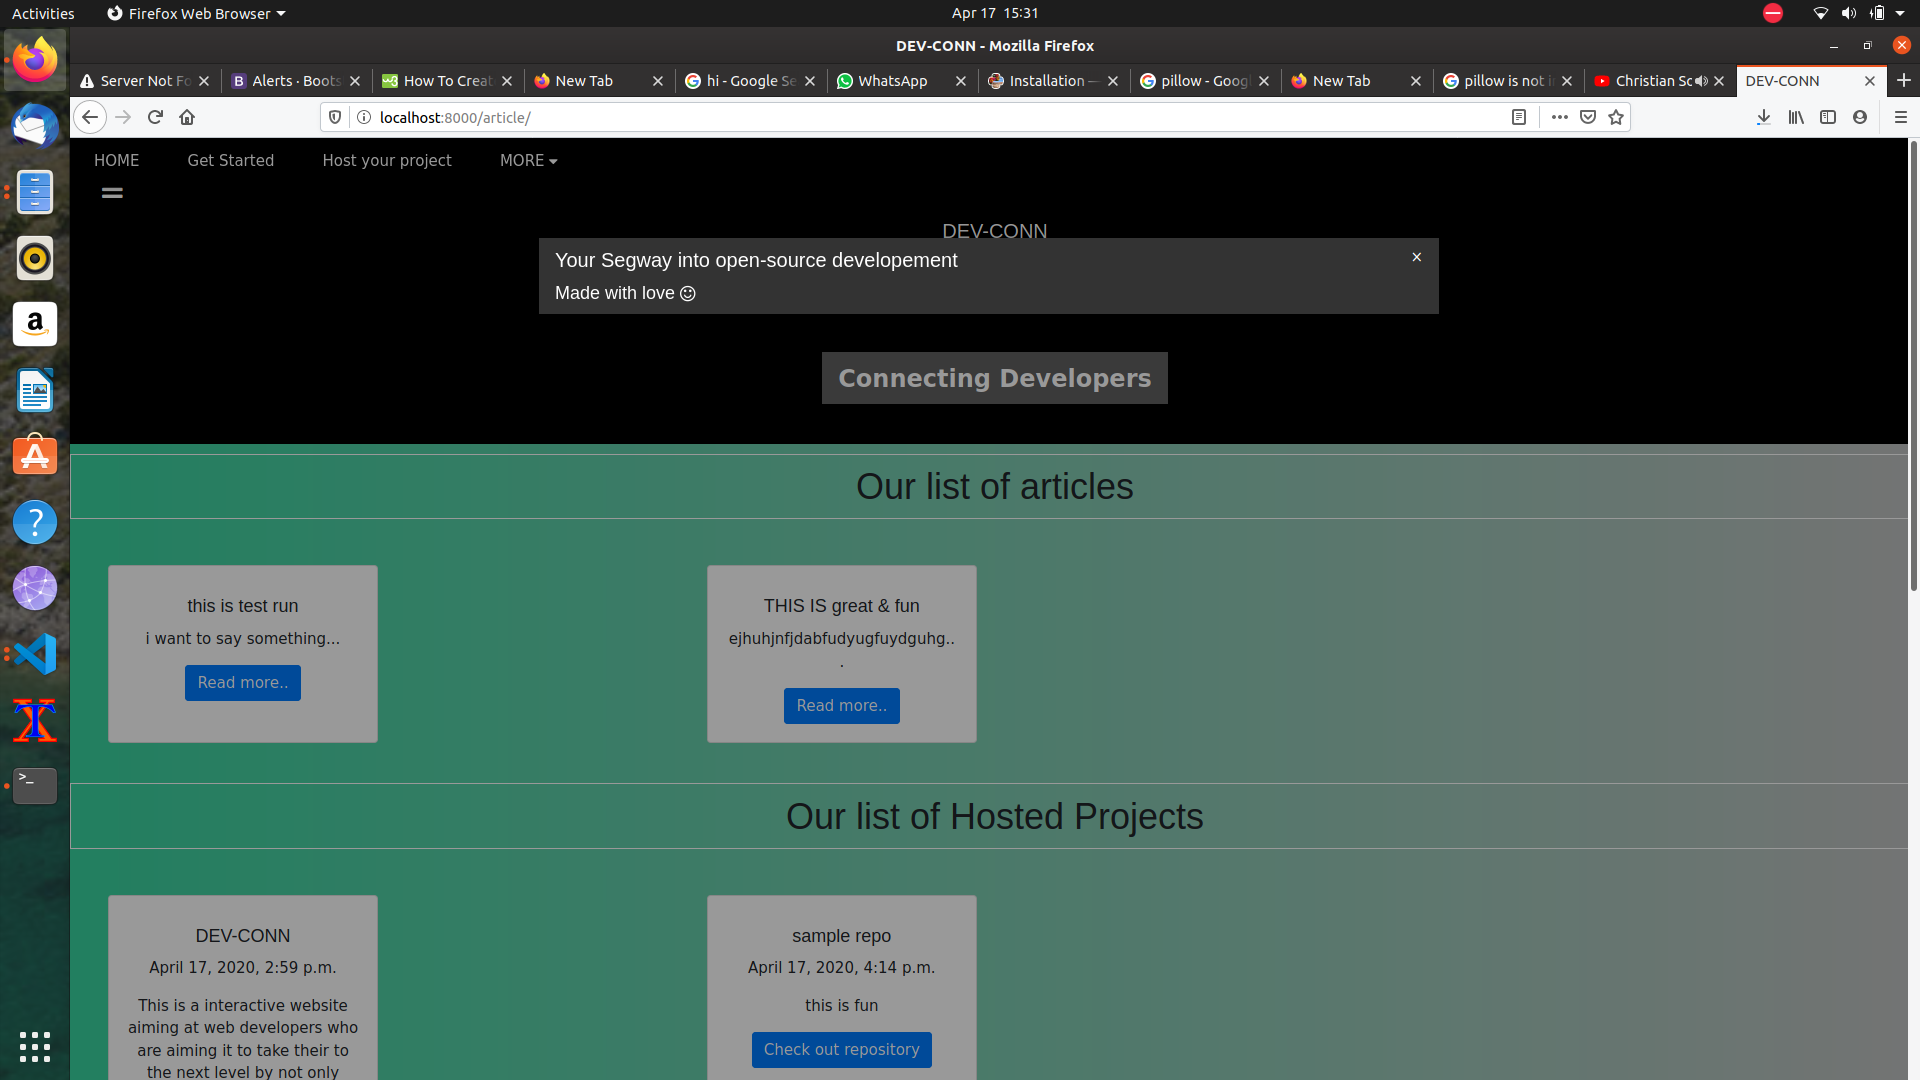 Activities
Firefox Web Browser
Apr 17 15:31
DEV-CONN - Mozilla Firefox
Server Not Fo
Alerts · Boots
How To Creat
New Tab
hi - Google Se
WhatsApp
Installation —
pillow - Googl
New Tab
pillow is not i
Christian So
DEV-CONN
localhost:8000/article/
HOME
Get Started
Host your project
MORE
DEV-CONN
Your Segway into open-source developement
×
Made with love
Connecting Developers
Our list of articles
this is test run
i want to say something...
Read more..
THIS IS great & fun
ejhuhjnfjdabfudyugfuydguhg..
.
Read more..
Our list of Hosted Projects
DEV-CONN
April 17, 2020, 2:59 p.m.
This is a interactive website
aiming at web developers who
are aiming it to take their to
the next level by not only
sample repo
April 17, 2020, 4:14 p.m.
this is fun
Check out repository